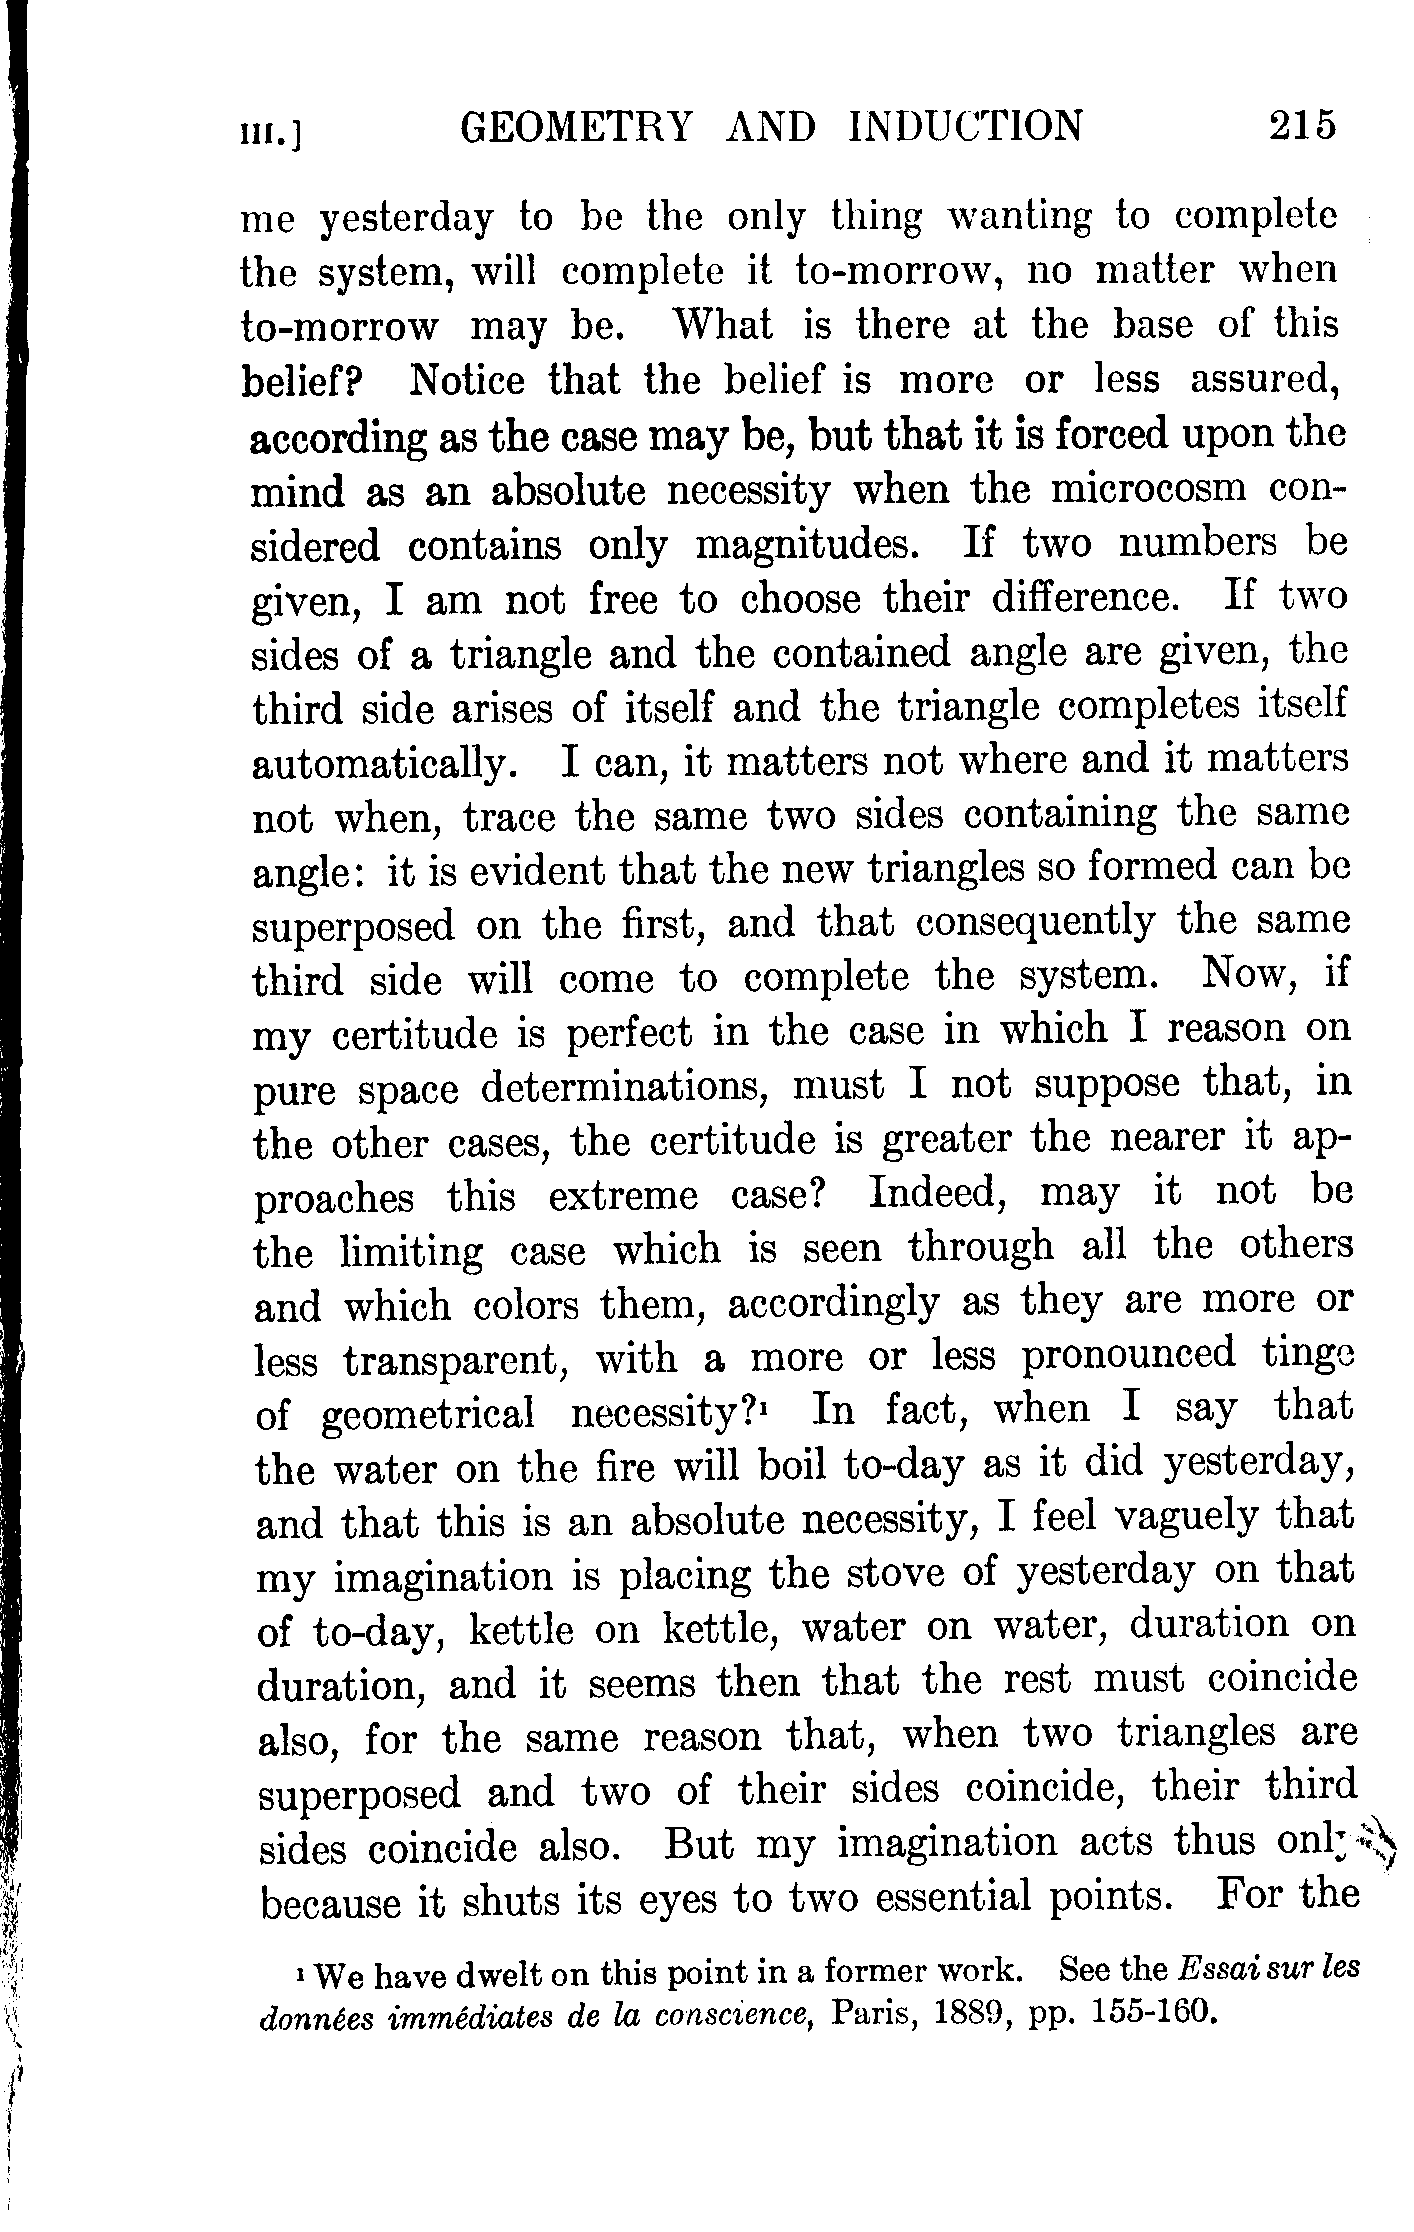 III.] GEOMETRY AND INDUCTION 215
me yesterday to be the only thing wanting to complete
the system, will complete it to-morrow, no matter when
to-morrow may be. What is there at the base of this
belief? Notice that the belief is more or less assured,
according as the case may be, but that it is forced upon the
mind as an absolute necessity when the microcosm con-
sidered contains only magnitudes. If two numbers be
given, I am not free to choose their difference. If two
sides of a triangle and the contained angle are given, the
third side arises of itself and the triangle completes itself
automatically. I can, it matters not where and it matters
not when, trace the same two sides containing the same
angle: it is evident that the new triangles so formed can be
superposed on the first, and that consequently the same
third side will come to complete the system. Now, if
my certitude is perfect in the case in which I reason on
pure space determinations, must I not suppose that, in
the other cases, the certitude is greater the nearer it ap-
proaches this extreme case? Indeed, may it not be
the limiting case which is seen through all the others
and which colors them, accordingly as they are more or
less transparent, with a more or less pronounced tinge
of geometrical necessity?¹ In fact, when I say that
the water on the fire will boil to-day as it did yesterday,
and that this is an absolute necessity, I feel vaguely that
my imagination is placing the stove of yesterday on that
of to-day, kettle on kettle, water on water, duration on
duration, and it seems then that the rest must coincide
also, for the same reason that, when two triangles are
superposed and two of their sides coincide, their third
sides coincide also. But my imagination acts thus only
because it shuts its eyes to two essential points. For the
¹ We have dwelt on this point in a former work. See the Essai sur les
données immédiates de la conscience, Paris, 1889, pp. 155-160.